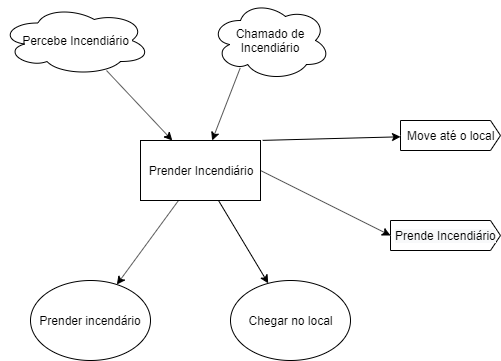 Percebe Incendiário
Chamado de
Incendiário
Move até o local
Prender Incendiário
Prende Incendiário
Prender incendário
Chegar no local